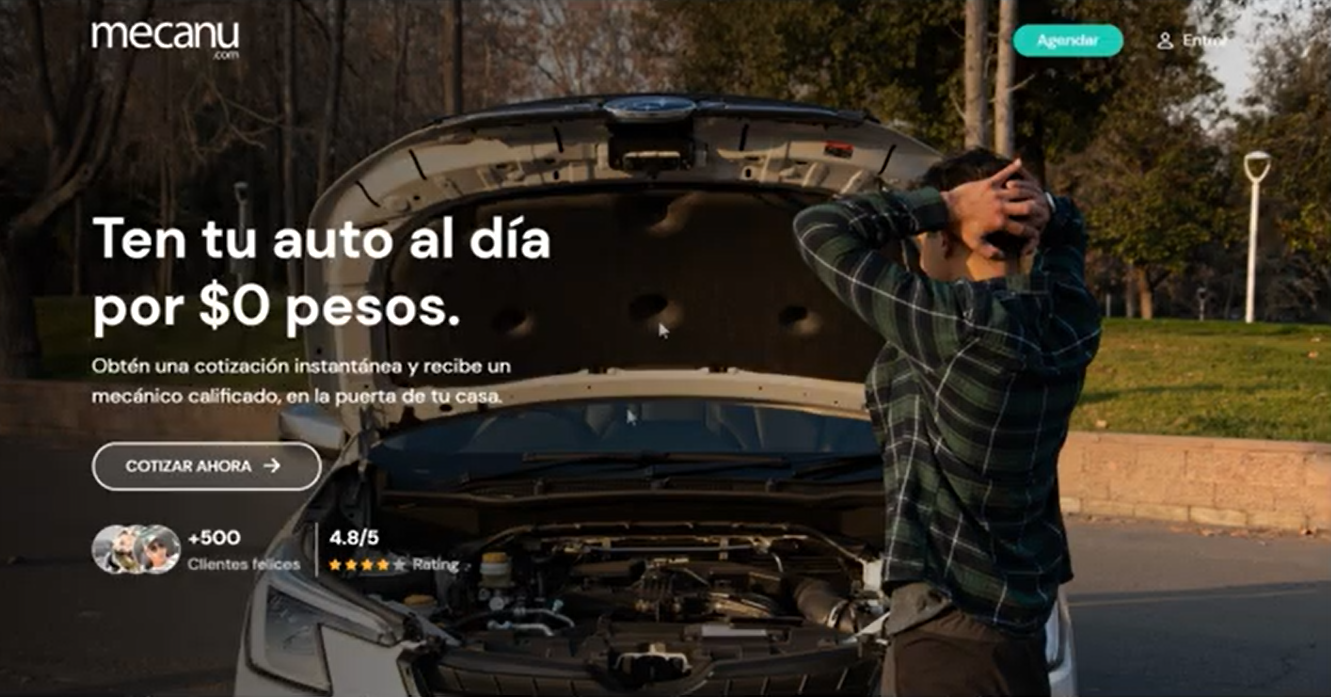 mecanu
.com
Agendar
Entrar
Ten tu auto al día
por $0 pesos.
Obtén una cotización instantánea y recibe un
mecánico calificado, en la puerta de tu casa.
COTIZAR AHORA
+500
Clientes felices
4.8/5
Rating